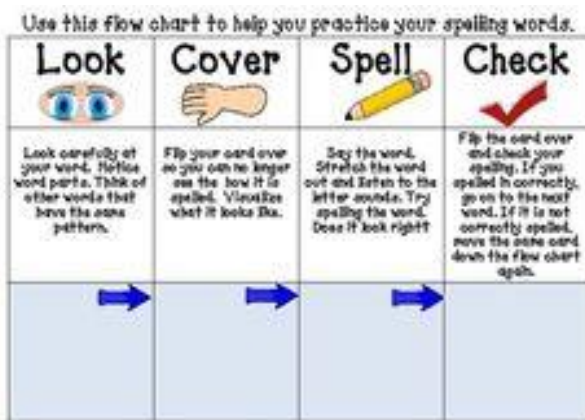 Use this flow chart to help you practice your spelling words.
Look
Cover
Spell
Check
Look carefully at
your word. Notice
word parts. Think of
other words that
have the same
pattern.
Flip your card over
so you can no longer
see the how it is
spelled. Visualize
what it looks like.
Say the word.
Stretch the word
out and listen to the
letter sounds. Try
spelling the word.
Does it look right?
Flip the card over
and check your
spelling. If you
spelled in correctly,
go on to the next
word. If it is not
correctly spelled,
move the same card
down the flow chart
again.